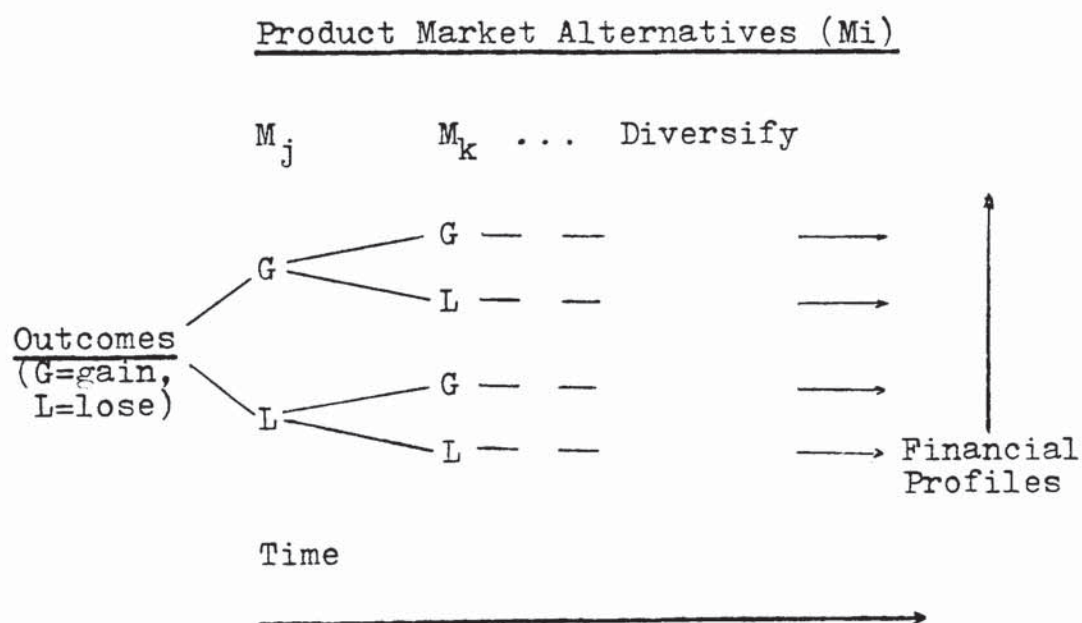 Product Market Alternatives (Mi)
Mj Mk ... Diversify
G
G
L
Outcomes
(G=gain,
L=lose)
G
L
L
Financial
Profiles
Time